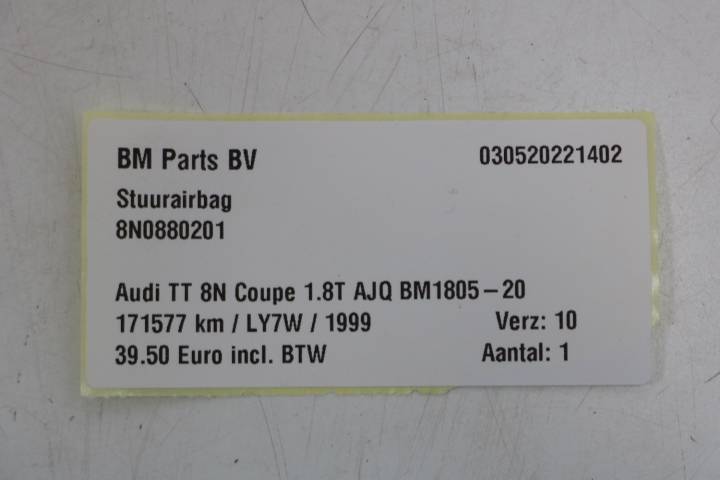 BM Parts BV 030520221402
Stuurairbag
8N0880201
Audi TT 8N Coupe 1.8T AJQ BM1805-20
171577 km / LY7W / 1999 Verz: 10
39.50 Euro incl. BTW Aantal: 1